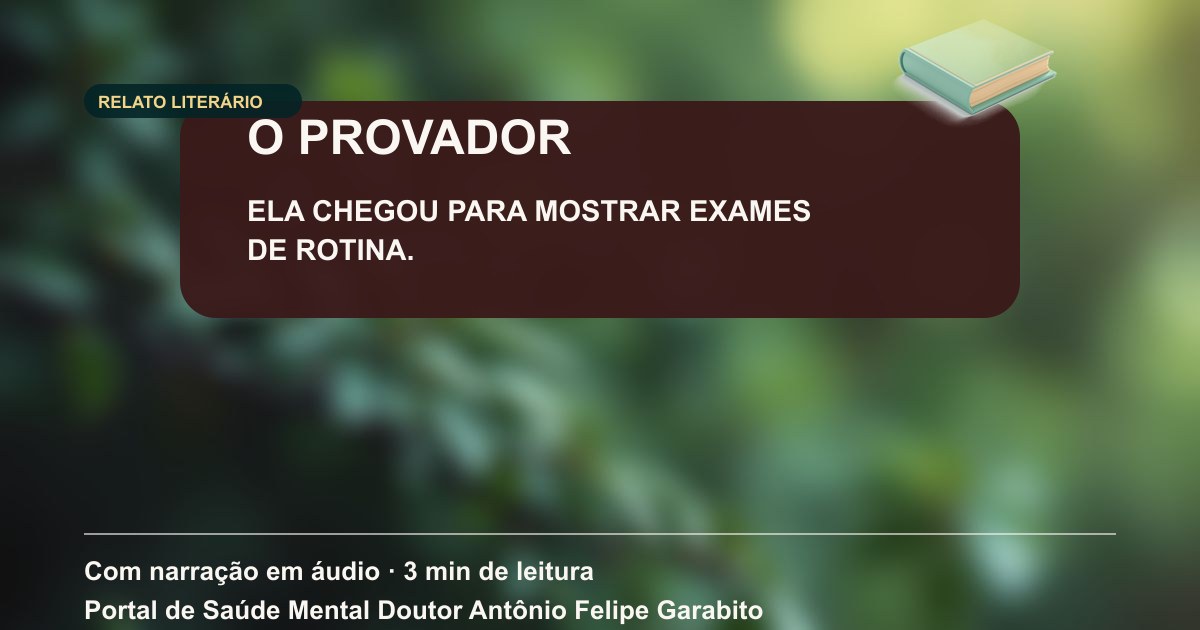 RELATO LITERÁRIO
O PROVADOR
ELA CHEGOU PARA MOSTRAR EXAMES
DE ROTINA.
Com narração em áudio · 3 min de leitura
Portal de Saúde Mental Doutor Antônio Felipe Garabito